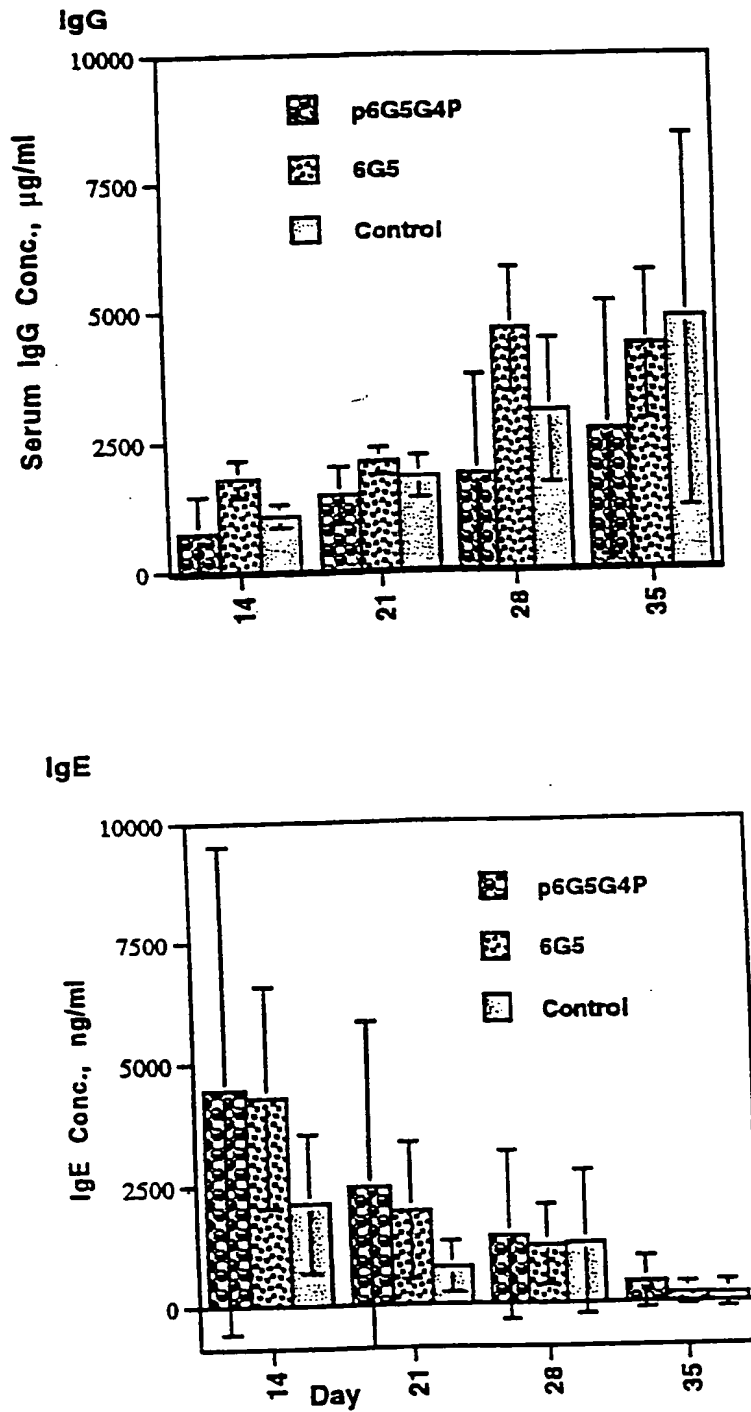 IgG
Serum IgG Conc., µg/ml
10000
7500
5000
2500
0
p6G5G4P
6G5
Control
14
21
28
35
IgE
IgE Conc., ng/ml
10000
7500
5000
2500
0
p6G5G4P
6G5
Control
14
21
28
35
Day